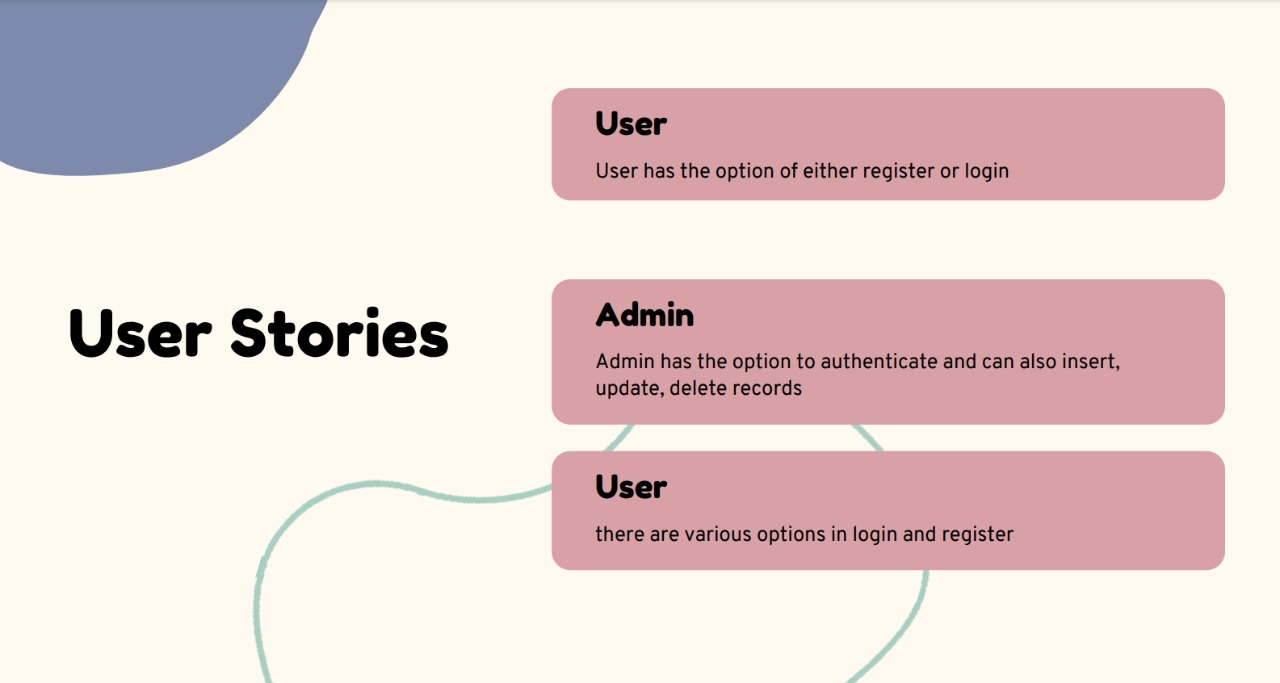 User Stories
User
User has the option of either register or login
Admin
Admin has the option to authenticate and can also insert,
update, delete records
User
there are various options in login and register